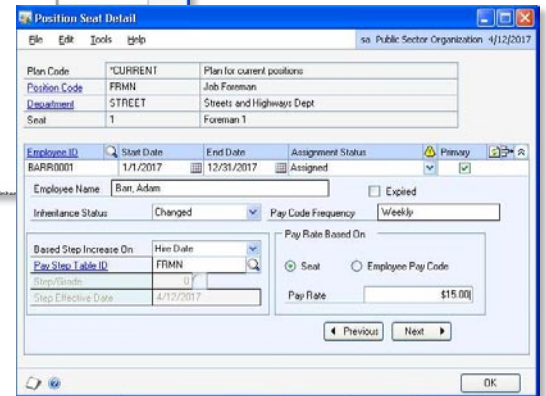 Position Seat Detail
File Edit Tools Help sa Public Sector Organization 4/12/2017
Plan Code *CURRENT Plan for current positions
Position Code FRMN Job Foreman
Department STREET Streets and Highways Dept
Seat 1 Foreman 1
Employee ID Start Date End Date Assignment Status Primary
BARR0001 1/1/2017 12/31/2017 Assigned
Employee Name Barr, Adam Expired
Inheritance Status Changed Pay Code Frequency Weekly
Pay Rate Based On
Based Step Increase On Hire Date
Pay Step Table ID FRMN Seat Employee Pay Code
Step/Grade 0
Step Effective Date 4/12/2017 Pay Rate $15.00
Previous Next
OK